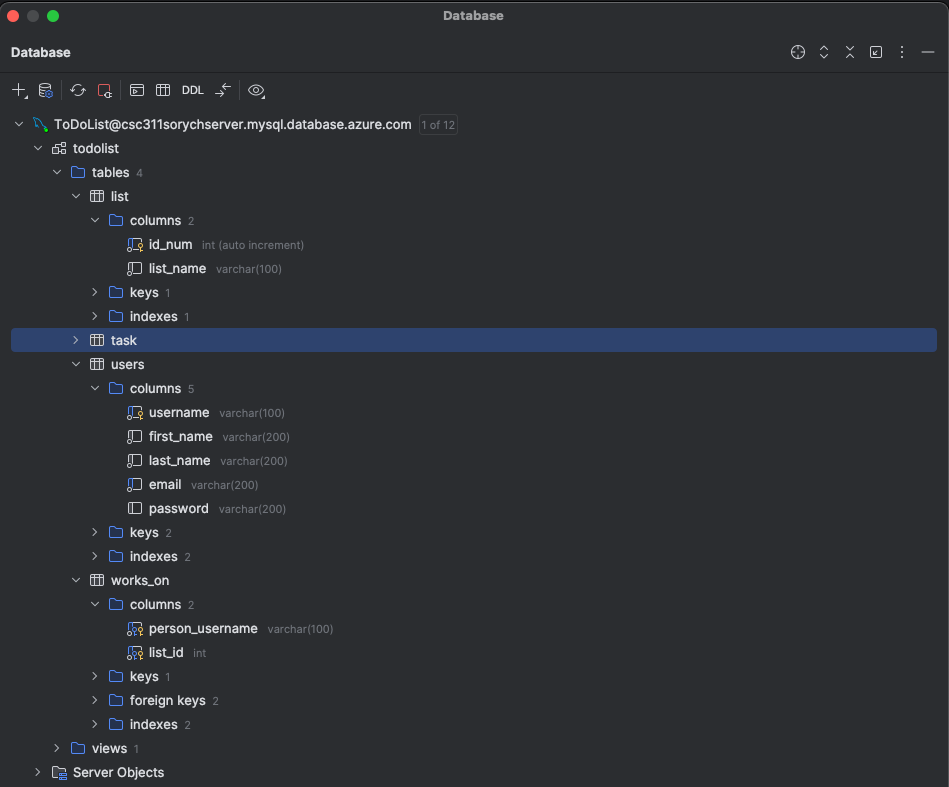 Database
Database
DDL
ToDoList@csc311sorychserver.mysql.database.azure.com 1 of 12
todolist
tables 4
list
columns 2
id_num int (auto increment)
list_name varchar(100)
keys 1
indexes 1
task
users
columns 5
username varchar(100)
first_name varchar(200)
last_name varchar(200)
email varchar(200)
password varchar(200)
keys 2
indexes 2
works_on
columns 2
person_username varchar(100)
list_id int
keys 1
foreign keys 2
indexes 2
views 1
Server Objects